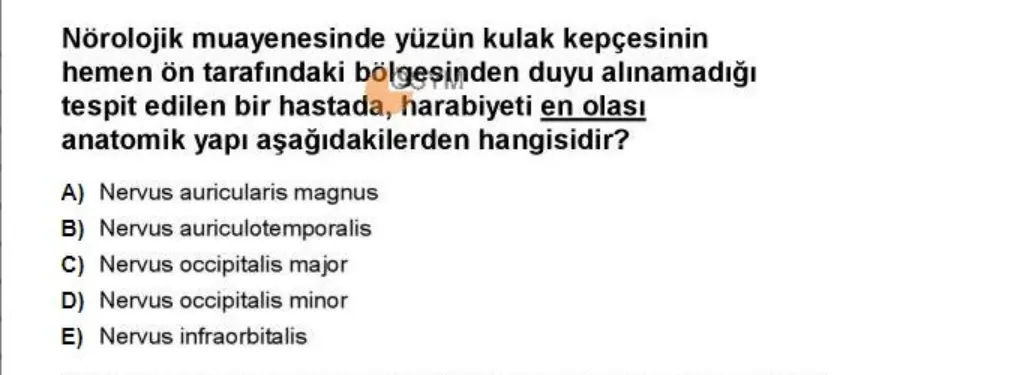 Nörolojik muayenesinde yüzün kulak kepçesinin
hemen ön tarafındaki bölgesinden duyu alınamadığı
tespit edilen bir hastada, harabiyeti en olası
anatomik yapı aşağıdakilerden hangisidir?
A) Nervus auricularis magnus
B) Nervus auriculotemporalis
C) Nervus occipitalis major
D) Nervus occipitalis minor
E) Nervus infraorbitalis